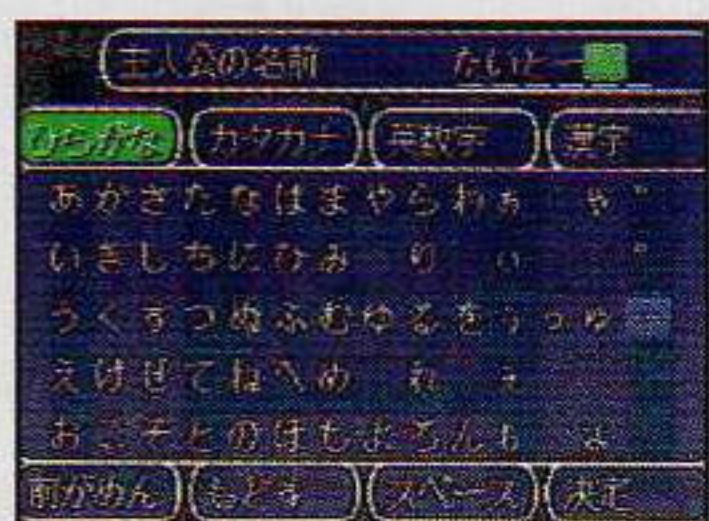 主人公の名前 たいとー
ひらがな カタカナ 英数字 漢字
あかさたなはまやらわぁ ゃ゛
いきしちにひみ り ぃ ゜
うくすつぬふむゆるをぅっゅー
えけせてねへめ れ ぇ
おこそとのほもよろんぉ ょ
前がめん もどす スペース 決定